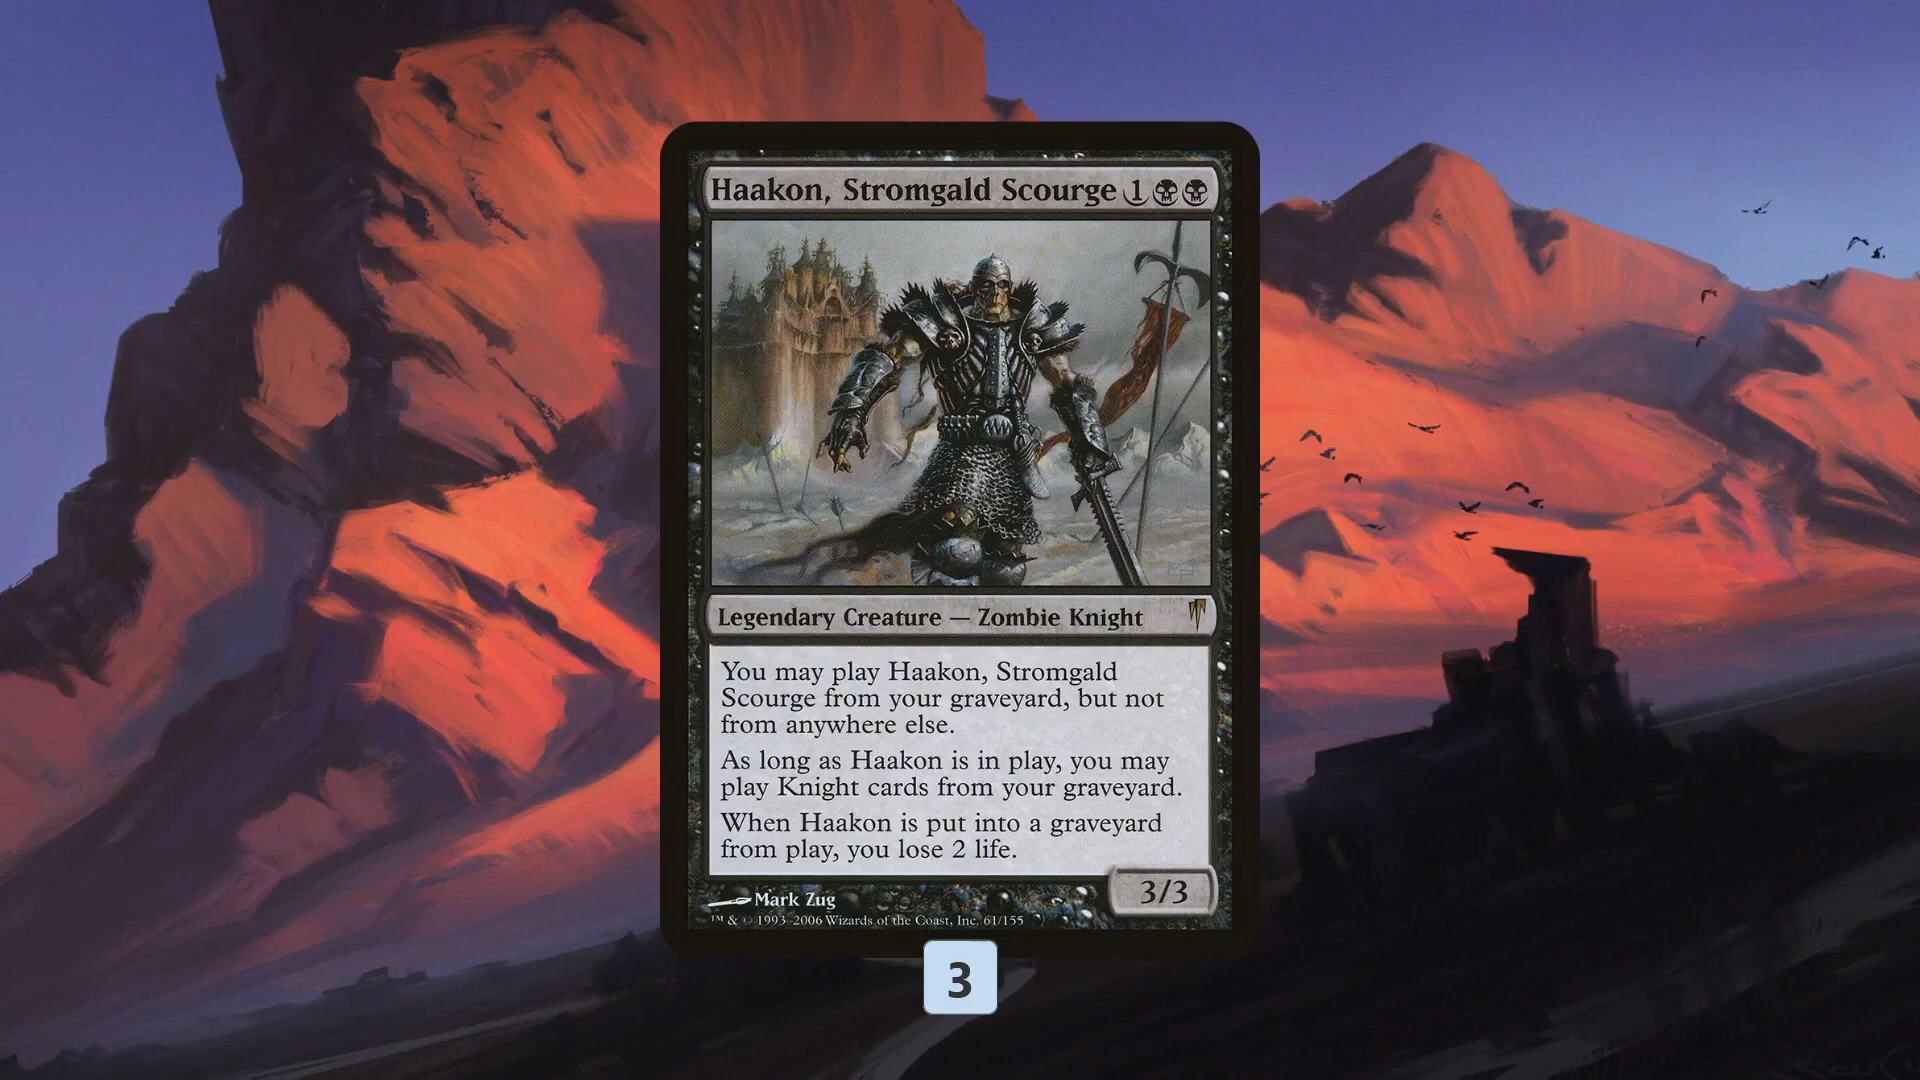 Haakon, Stromgald Scourge 1
Legendary Creature — Zombie Knight
You may play Haakon, Stromgald
Scourge from your graveyard, but not
from anywhere else.
As long as Haakon is in play, you may
play Knight cards from your graveyard.
When Haakon is put into a graveyard
from play, you lose 2 life.
3/3
Mark Zug
™ & © 1993–2006 Wizards of the Coast, Inc. 61/155
3